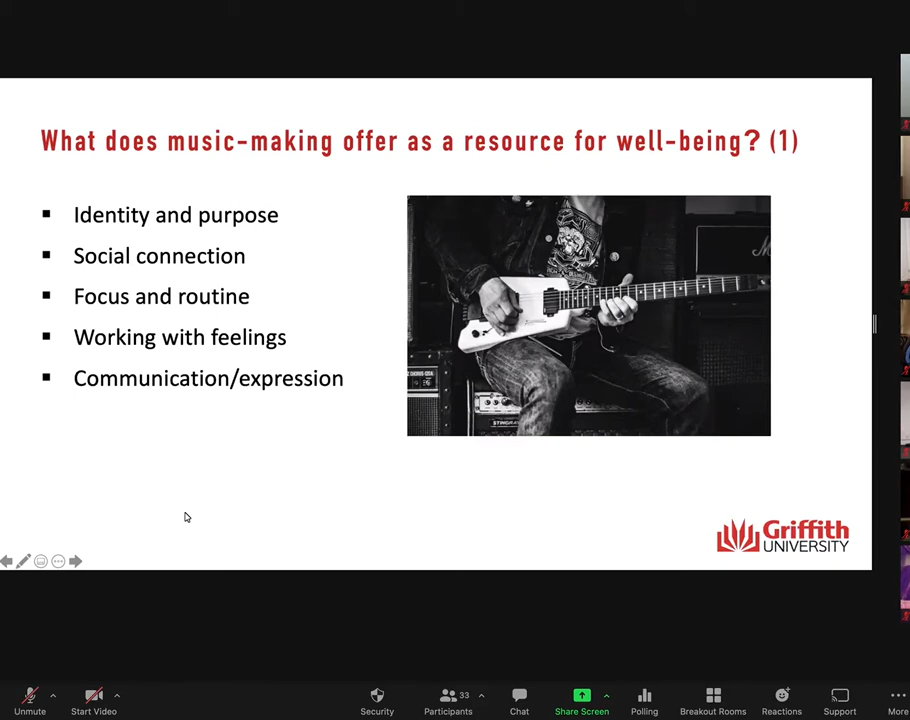 What does music-making offer as a resource for well-being? (1)
Identity and purpose
Social connection
Focus and routine
Working with feelings
Communication/expression
STINGRAY
Griffith
UNIVERSITY
Unmute
Start Video
Security
33
Participants
Chat
Share Screen
Polling
Breakout Rooms
Reactions
Support
More